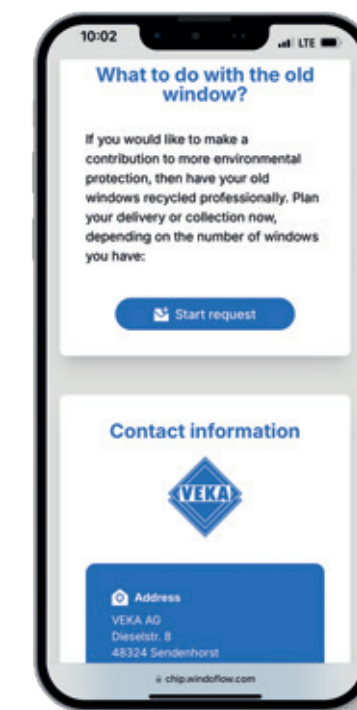 10:02
LTE
What to do with the old
window?
If you would like to make a
contribution to more environmental
protection, then have your old
windows recycled professionally. Plan
your delivery or collection now,
depending on the number of windows
you have:
Start request
Contact information
VEKA
Address
VEKA AG
Dieselstr. 8
48324 Sendenhorst
chip.windoflow.com